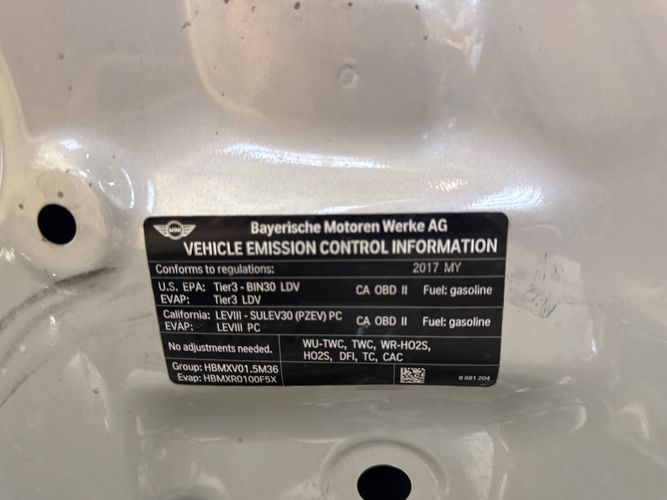 MINI
Bayerische Motoren Werke AG
VEHICLE EMISSION CONTROL INFORMATION
Conforms to regulations: 2017 MY
U.S. EPA: Tier3 - BIN30 LDV CA OBD II Fuel: gasoline
EVAP: Tier3 LDV
California: LEVIII - SULEV30 (PZEV) PC CA OBD II Fuel: gasoline
EVAP: LEVIII PC
No adjustments needed. WU-TWC, TWC, WR-HO2S,
HO2S, DFI, TC, CAC
Group: HBMXV01.5M36
Evap: HBMXR0100F5X
8 681 204